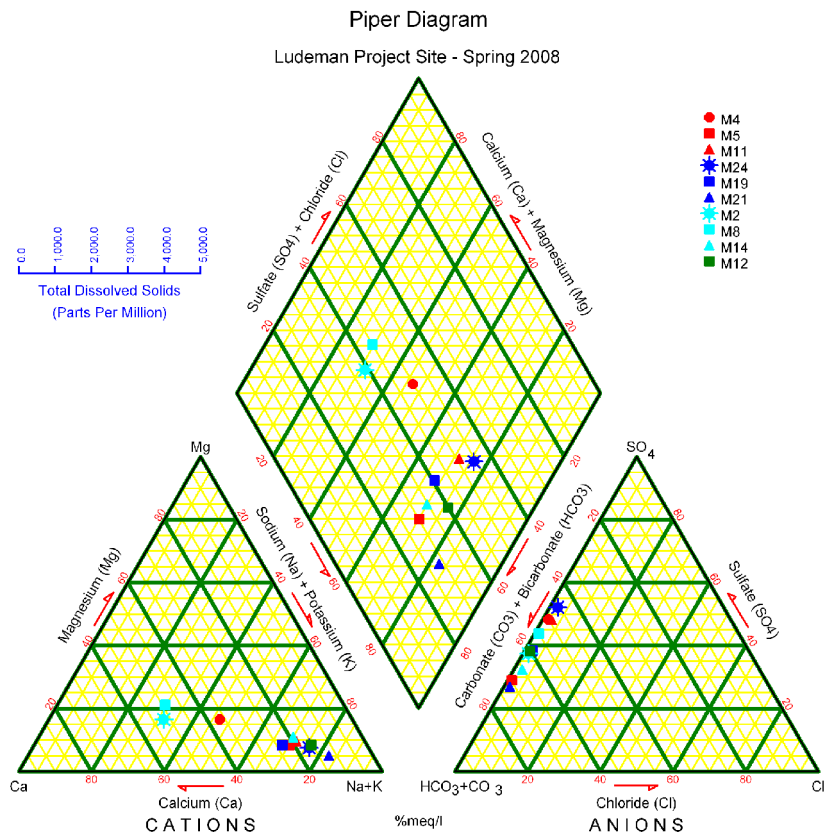 Piper Diagram
Ludeman Project Site - Spring 2008
M4
M5
M11
M24
M19
M21
M2
M8
M14
M12
0.0
1,000.0
2,000.0
3,000.0
4,000.0
5,000.0
Total Dissolved Solids
(Parts Per Million)
Sulfate (SO4) + Chloride (Cl)
80
60
40
20
Calcium (Ca) + Magnesium (Mg)
80
60
40
20
Sodium (Na) + Potassium (K)
20
40
60
80
Carbonate (CO3) + Bicarbonate (HCO3)
20
40
60
80
Mg
Magnesium (Mg)
80
60
40
20
20
40
60
80
Ca
80
60
40
20
Na+K
Calcium (Ca)
CATIONS
%meq/l
SO4
20
40
60
80
Sulfate (SO4)
80
60
40
20
HCO3+CO3
20
40
60
80
Cl
Chloride (Cl)
ANIONS